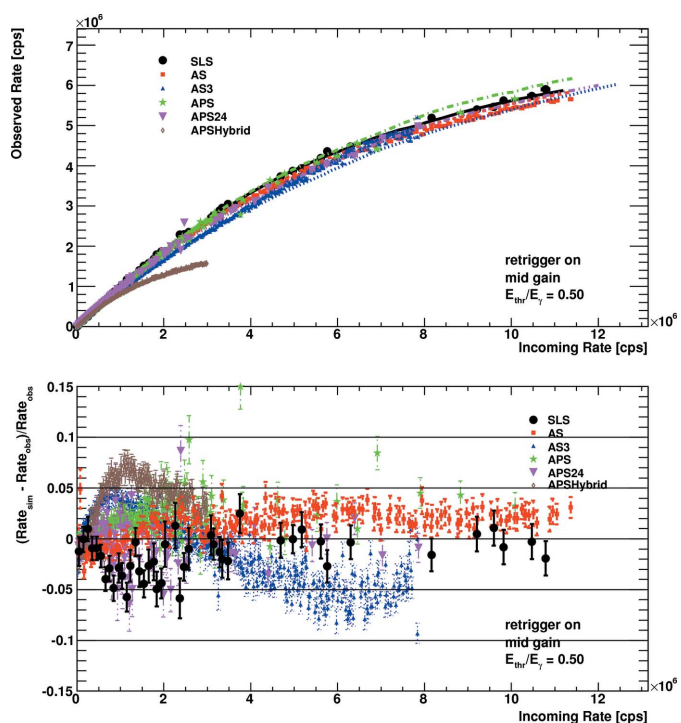 ×10⁶
Observed Rate [cps]
7
6
5
4
3
2
1
0
SLS
AS
AS3
APS
APS24
APSHybrid
retrigger on
mid gain
E_thr/E_γ = 0.50
0 2 4 6 8 10 12
×10⁶
Incoming Rate [cps]
(Rate_sim - Rate_obs)/Rate_obs
0.15
0.1
0.05
0
-0.05
-0.1
-0.15
SLS
AS
AS3
APS
APS24
APSHybrid
retrigger on
mid gain
E_thr/E_γ = 0.50
0 2 4 6 8 10 12
×10⁶
Incoming Rate [cps]